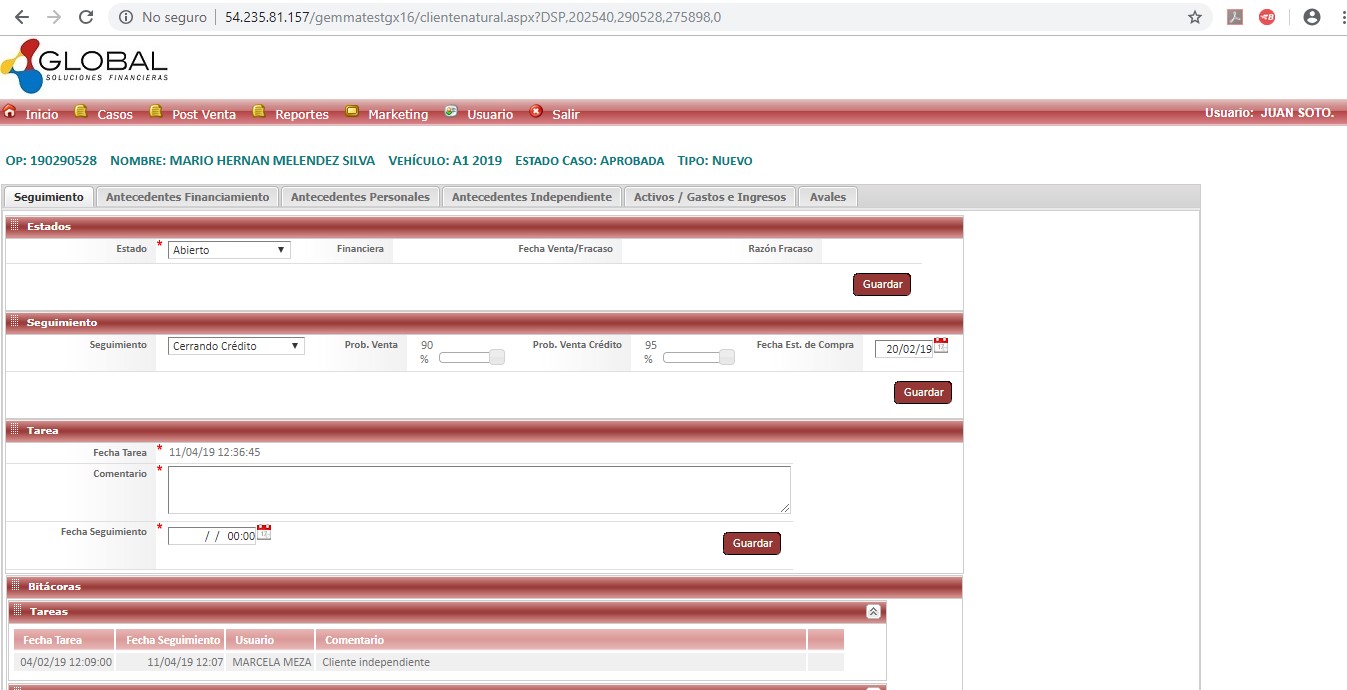 No seguro 54.235.81.157/gemmatestgx16/clientenatural.aspx?DSP,202540,290528,275898,0
GLOBAL
SOLUCIONES FINANCIERAS
Inicio Casos Post Venta Reportes Marketing Usuario Salir Usuario: JUAN SOTO.
OP: 190290528 NOMBRE: MARIO HERNAN MELENDEZ SILVA VEHÍCULO: A1 2019 ESTADO CASO: APROBADA TIPO: NUEVO
Seguimiento Antecedentes Financiamiento Antecedentes Personales Antecedentes Independiente Activos / Gastos e Ingresos Avales
Estados
Estado * Abierto Financiera Fecha Venta/Fracaso Razón Fracaso
Guardar
Seguimiento
Seguimiento Cerrando Crédito Prob. Venta 90 % Prob. Venta Crédito 95 % Fecha Est. de Compra 20/02/19
Guardar
Tarea
Fecha Tarea * 11/04/19 12:36:45
Comentario *
Fecha Seguimiento * / / 00:00
Guardar
Bitácoras
Tareas
Fecha Tarea Fecha Seguimiento Usuario Comentario
04/02/19 12:09:00 11/04/19 12:07 MARCELA MEZA Cliente independiente